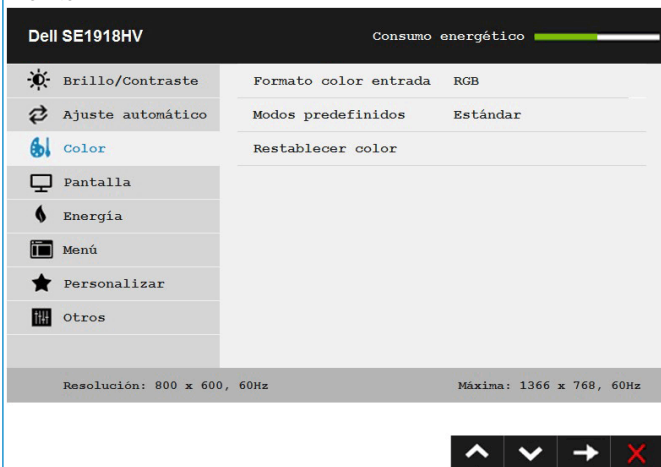 Dell SE1918HV Consumo energético
Brillo/Contraste Formato color entrada RGB
Ajuste automático Modos predefinidos Estándar
Color Restablecer color
Pantalla
Energía
Menú
Personalizar
Otros
Resolución: 800 x 600, 60Hz Máxima: 1366 x 768, 60Hz